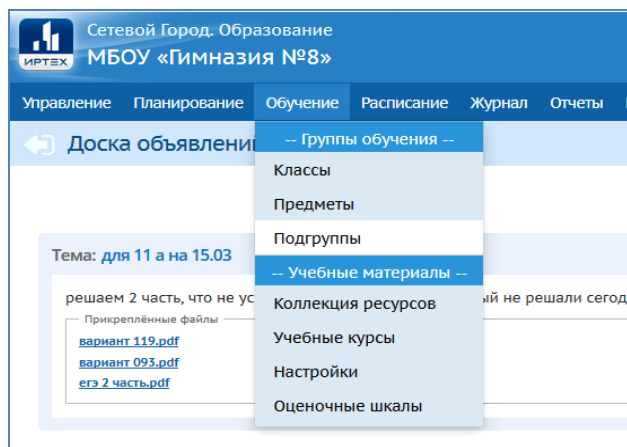 Сетевой Город. Образование
ИРТЕХ МБОУ «Гимназия №8»
Управление Планирование Обучение Расписание Журнал Отчеты
Доска объявлени
-- Группы обучения --
Классы
Предметы
Подгруппы
-- Учебные материалы --
Коллекция ресурсов
Учебные курсы
Настройки
Оценочные шкалы
Тема: для 11 а на 15.03
решаем 2 часть, что не ус ый не решали сегод
Прикреплённые файлы
вариант 119.pdf
вариант 093.pdf
егэ 2 часть.pdf